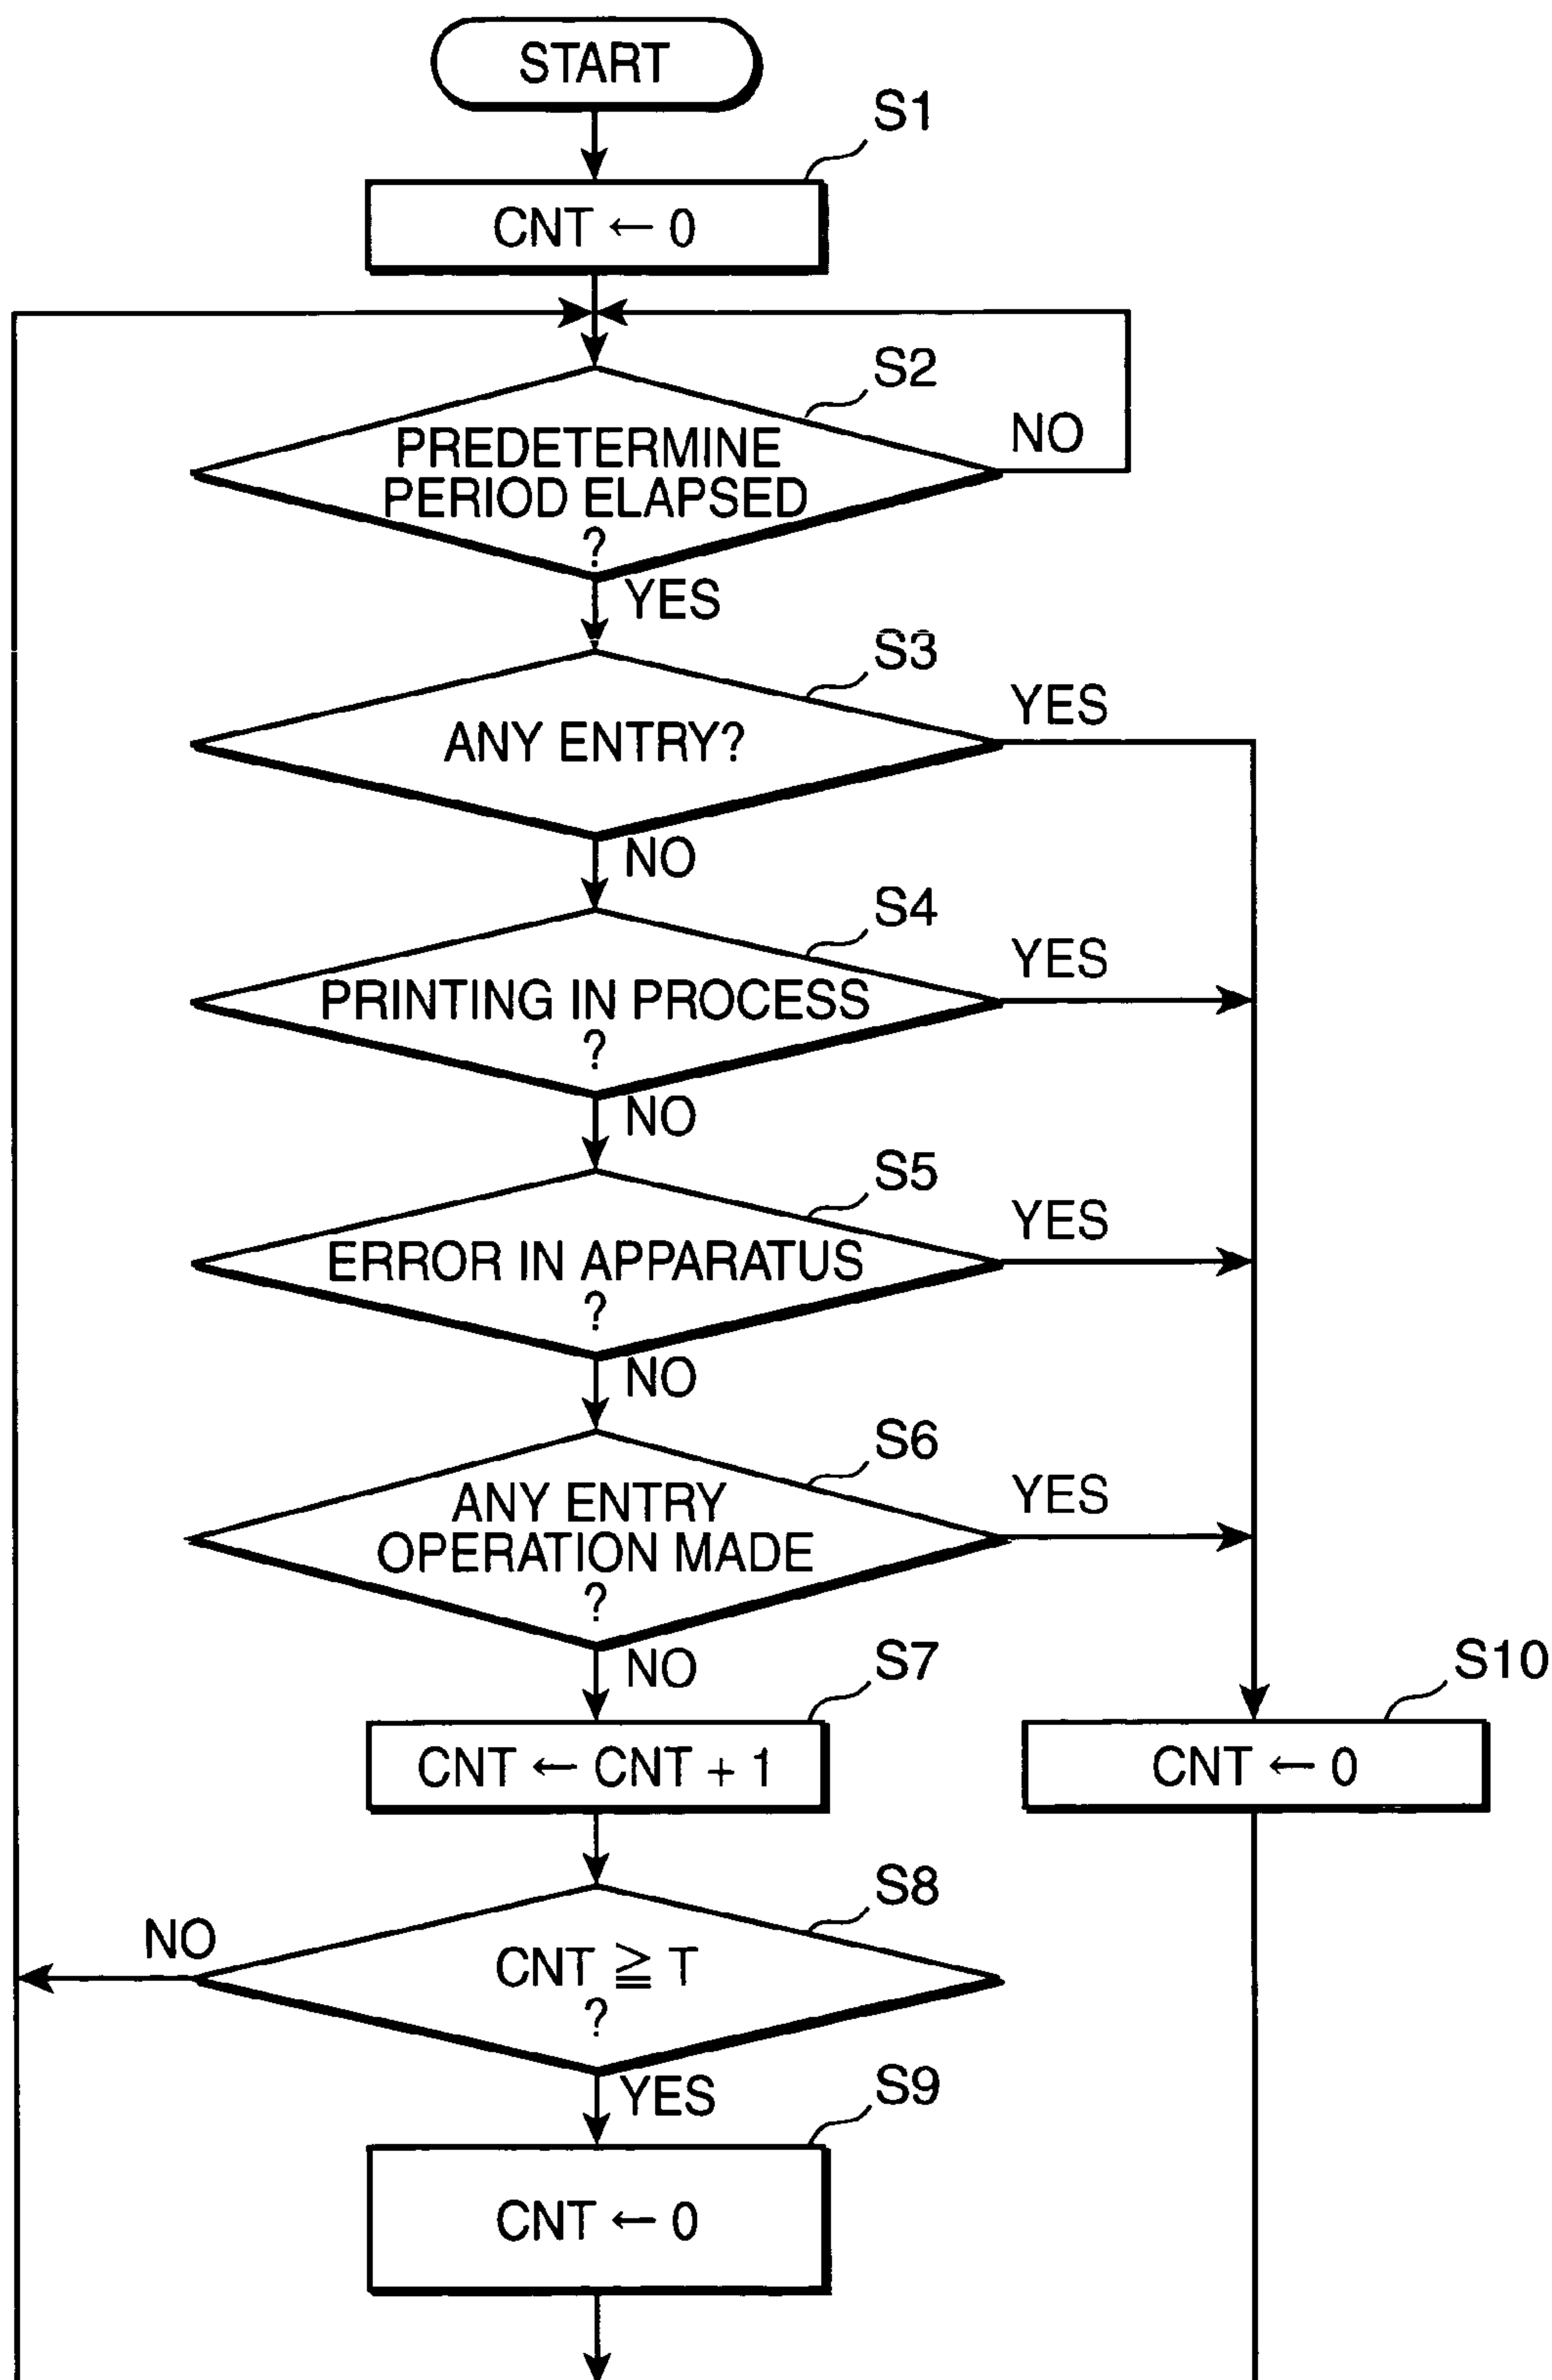 START
S1
CNT ← 0
S2
PREDETERMINE
PERIOD ELAPSED
?
NO
YES
S3
ANY ENTRY?
YES
NO
S4
PRINTING IN PROCESS
?
YES
NO
S5
ERROR IN APPARATUS
?
YES
NO
S6
ANY ENTRY
OPERATION MADE
?
YES
NO
S7
CNT ← CNT + 1
S10
CNT ← 0
S8
CNT ≧ T
?
NO
YES
S9
CNT ← 0